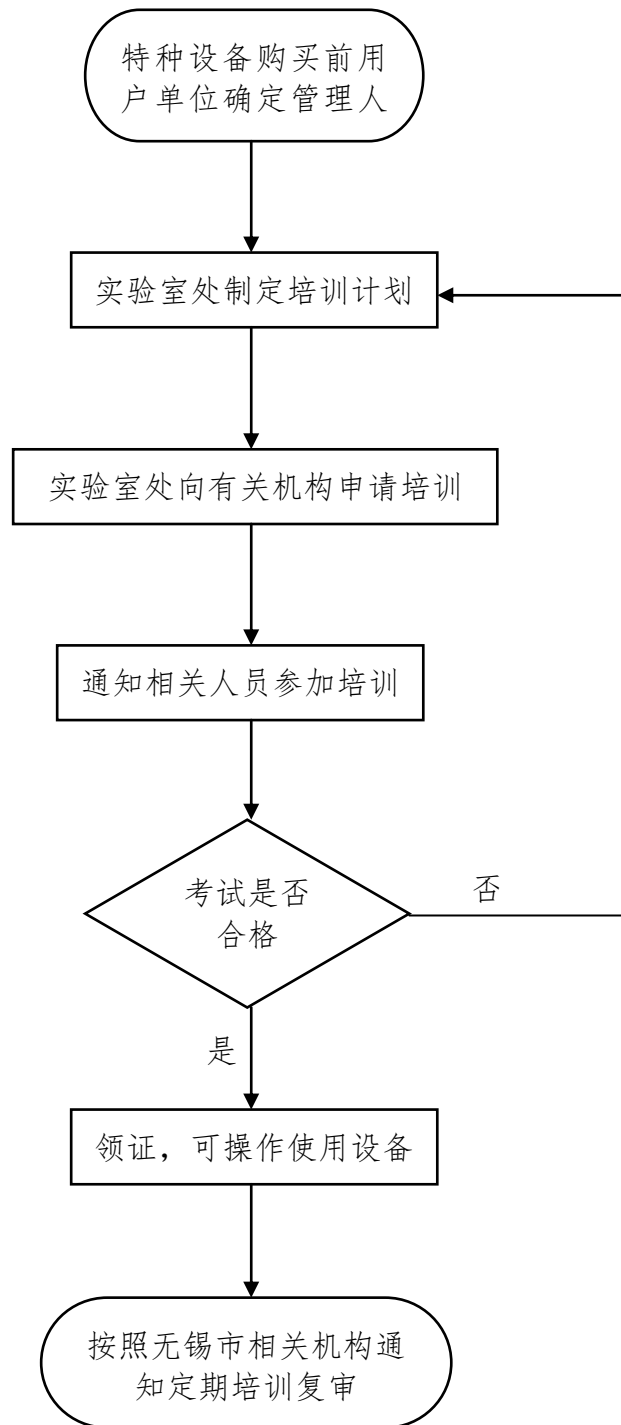 特种设备购买前用
户单位确定管理人
实验室处制定培训计划
实验室处向有关机构申请培训
通知相关人员参加培训
考试是否
合格
否
是
领证，可操作使用设备
按照无锡市相关机构通
知定期培训复审